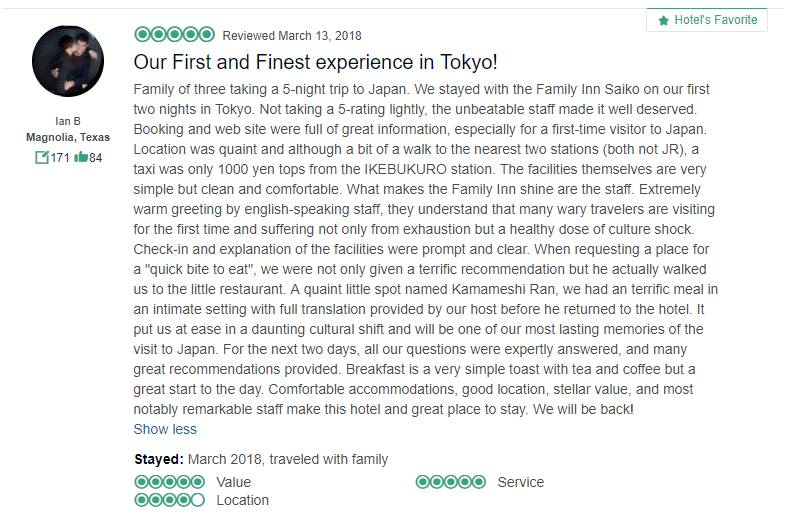 Hotel's Favorite
Reviewed March 13, 2018
Our First and Finest experience in Tokyo!
Ian B
Magnolia, Texas
171 84
Family of three taking a 5-night trip to Japan. We stayed with the Family Inn Saiko on our first
two nights in Tokyo. Not taking a 5-rating lightly, the unbeatable staff made it well deserved.
Booking and web site were full of great information, especially for a first-time visitor to Japan.
Location was quaint and although a bit of a walk to the nearest two stations (both not JR), a
taxi was only 1000 yen tops from the IKEBUKURO station. The facilities themselves are very
simple but clean and comfortable. What makes the Family Inn shine are the staff. Extremely
warm greeting by english-speaking staff, they understand that many wary travelers are visiting
for the first time and suffering not only from exhaustion but a healthy dose of culture shock.
Check-in and explanation of the facilities were prompt and clear. When requesting a place for
a "quick bite to eat", we were not only given a terrific recommendation but he actually walked
us to the little restaurant. A quaint little spot named Kamameshi Ran, we had an terrific meal in
an intimate setting with full translation provided by our host before he returned to the hotel. It
put us at ease in a daunting cultural shift and will be one of our most lasting memories of the
visit to Japan. For the next two days, all our questions were expertly answered, and many
great recommendations provided. Breakfast is a very simple toast with tea and coffee but a
great start to the day. Comfortable accommodations, good location, stellar value, and most
notably remarkable staff make this hotel and great place to stay. We will be back!
Show less
Stayed: March 2018, traveled with family
Value
Service
Location